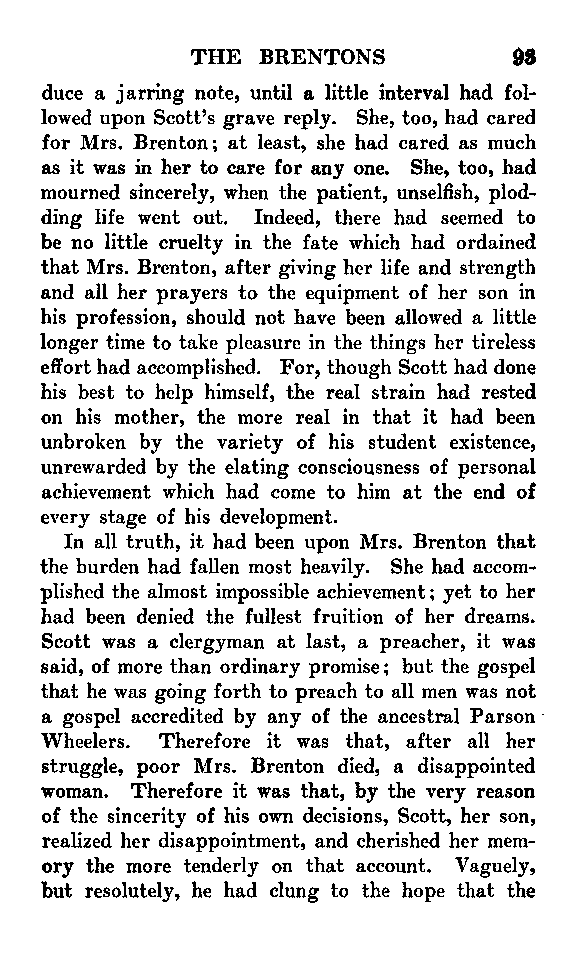 THE BRENTONS 93
duce a jarring note, until a little interval had fol-
lowed upon Scott's grave reply. She, too, had cared
for Mrs. Brenton; at least, she had cared as much
as it was in her to care for any one. She, too, had
mourned sincerely, when the patient, unselfish, plod-
ding life went out. Indeed, there had seemed to
be no little cruelty in the fate which had ordained
that Mrs. Brenton, after giving her life and strength
and all her prayers to the equipment of her son in
his profession, should not have been allowed a little
longer time to take pleasure in the things her tireless
effort had accomplished. For, though Scott had done
his best to help himself, the real strain had rested
on his mother, the more real in that it had been
unbroken by the variety of his student existence,
unrewarded by the elating consciousness of personal
achievement which had come to him at the end of
every stage of his development.
In all truth, it had been upon Mrs. Brenton that
the burden had fallen most heavily. She had accom-
plished the almost impossible achievement; yet to her
had been denied the fullest fruition of her dreams.
Scott was a clergyman at last, a preacher, it was
said, of more than ordinary promise; but the gospel
that he was going forth to preach to all men was not
a gospel accredited by any of the ancestral Parson
Wheelers. Therefore it was that, after all her
struggle, poor Mrs. Brenton died, a disappointed
woman. Therefore it was that, by the very reason
of the sincerity of his own decisions, Scott, her son,
realized her disappointment, and cherished her mem-
ory the more tenderly on that account. Vaguely,
but resolutely, he had clung to the hope that the